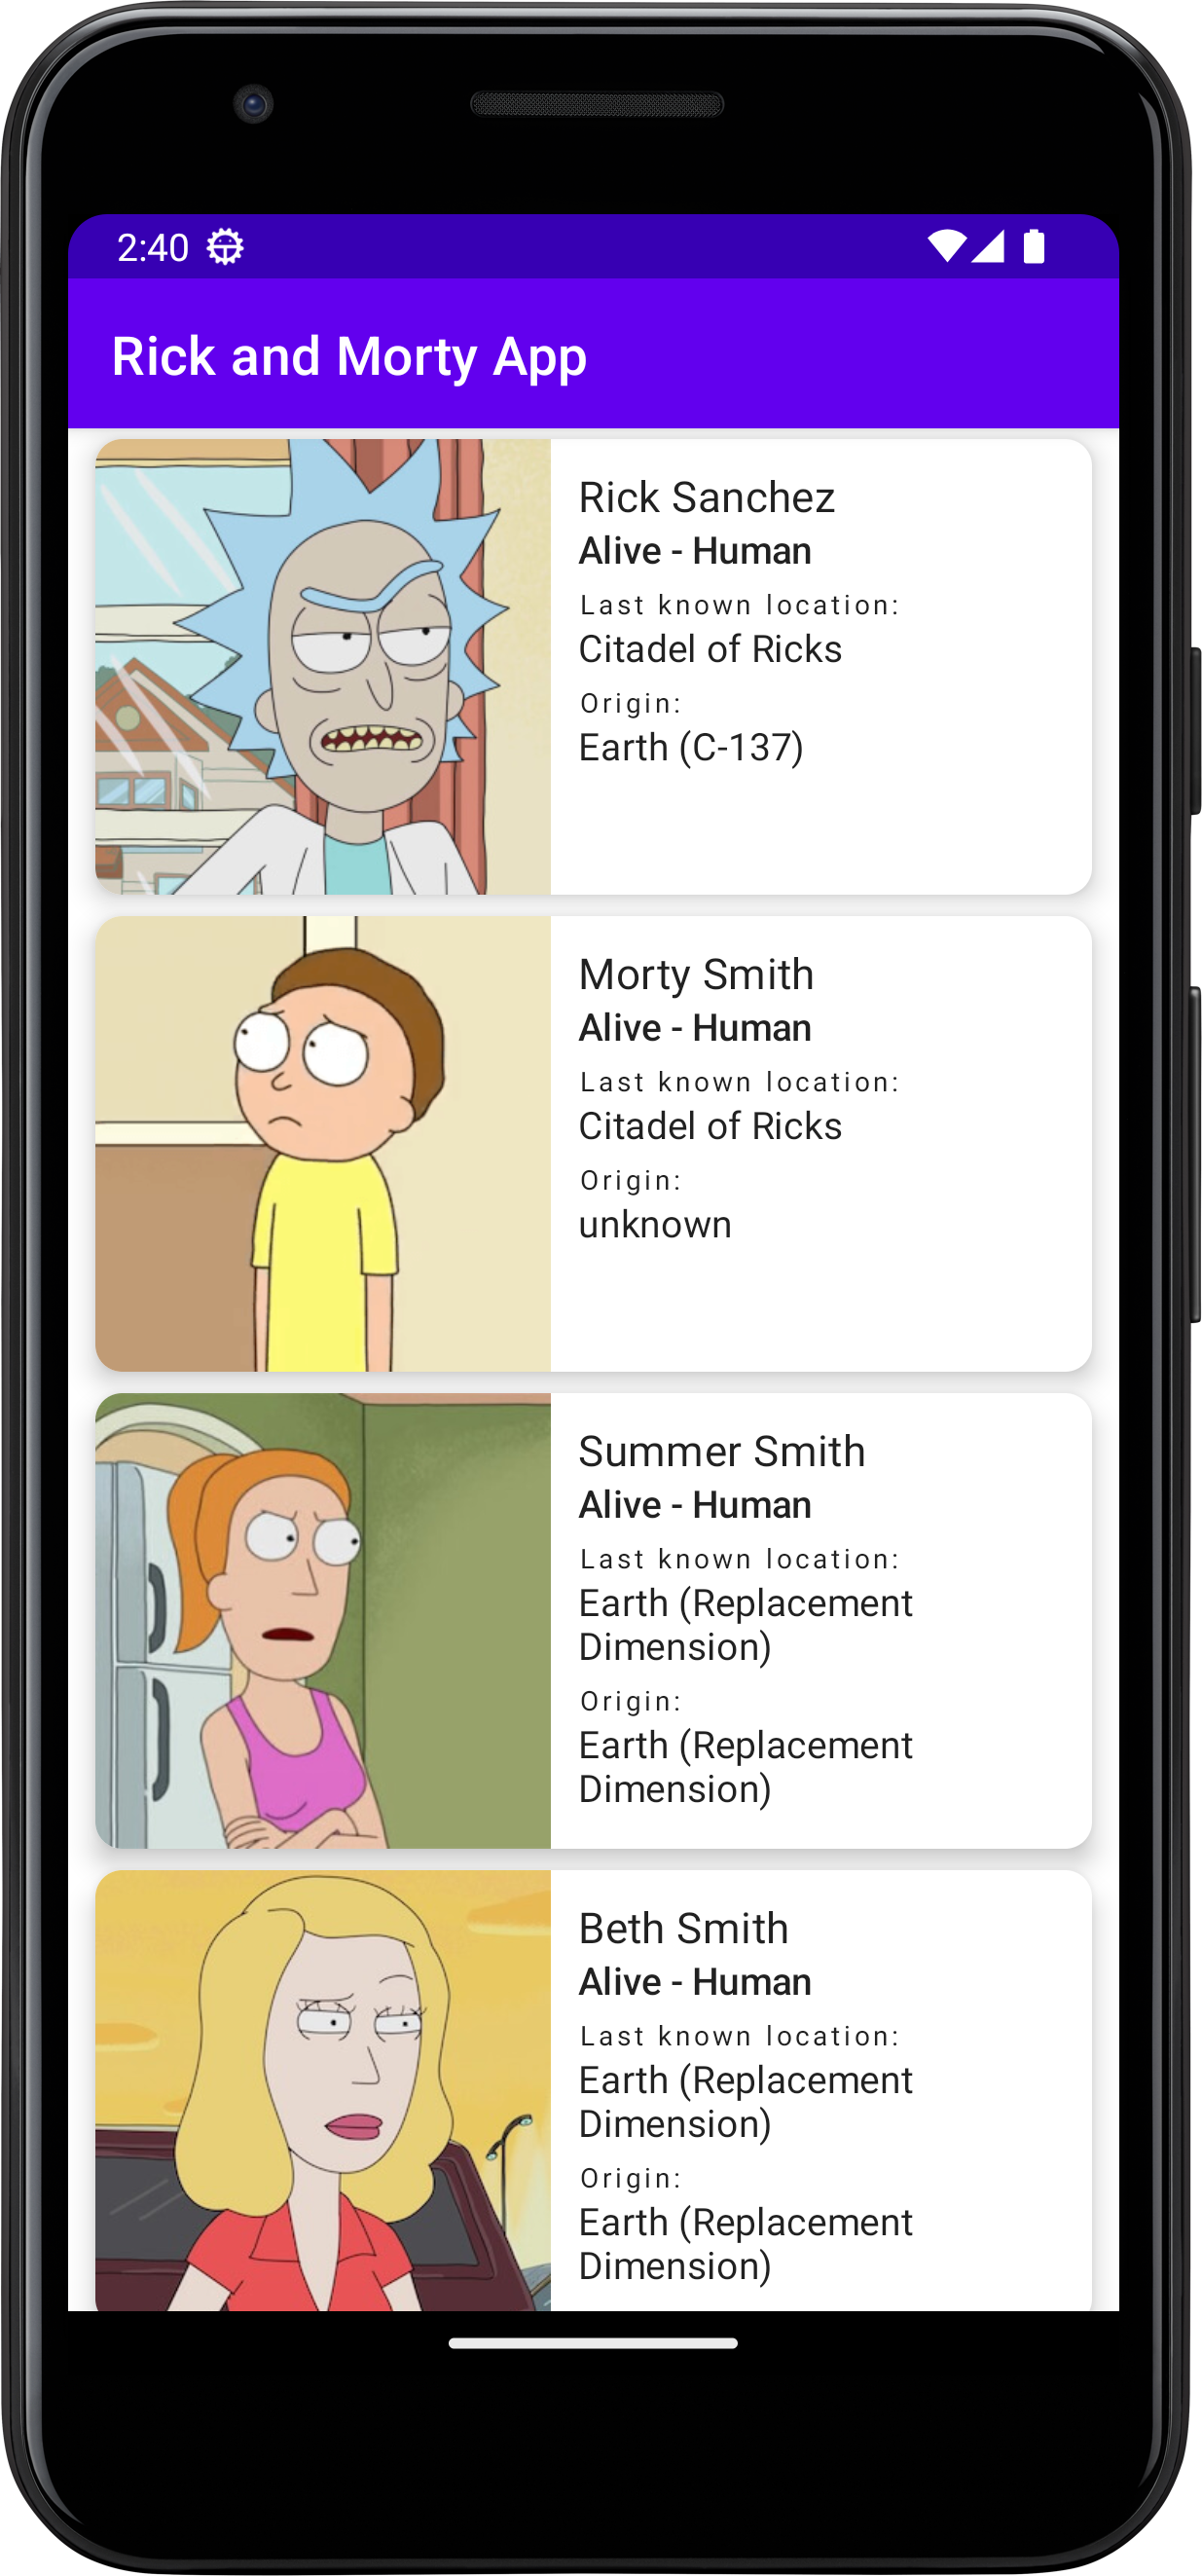 2:40
Rick and Morty App
Rick Sanchez
Alive - Human
Last known location:
Citadel of Ricks
Origin:
Earth (C-137)
Morty Smith
Alive - Human
Last known location:
Citadel of Ricks
Origin:
unknown
Summer Smith
Alive - Human
Last known location:
Earth (Replacement
Dimension)
Origin:
Earth (Replacement
Dimension)
Beth Smith
Alive - Human
Last known location:
Earth (Replacement
Dimension)
Origin:
Earth (Replacement
Dimension)